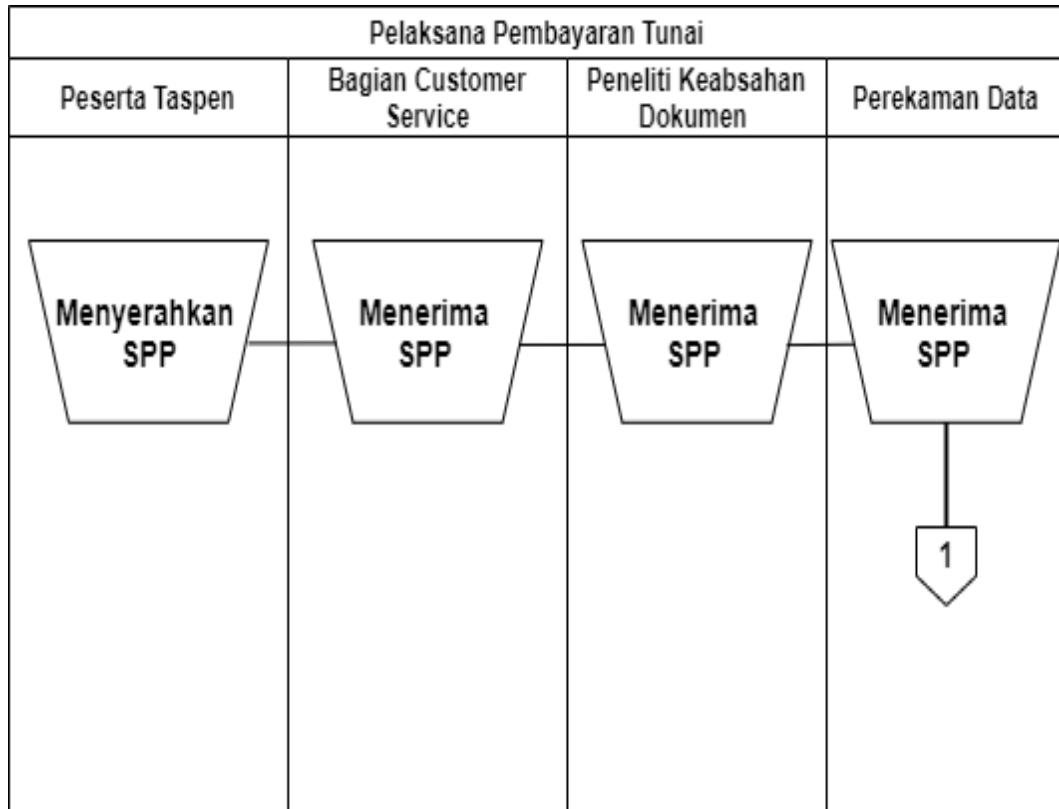 Pelaksana Pembayaran Tunai
Peserta Taspen
Bagian Customer
Service
Peneliti Keabsahan
Dokumen
Perekaman Data
Menyerahkan
SPP
Menerima
SPP
Menerima
SPP
Menerima
SPP
1